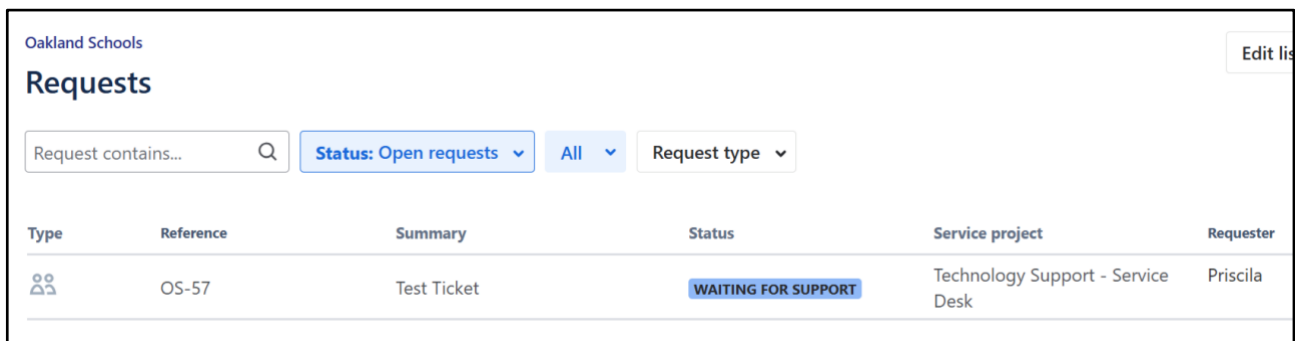 Oakland Schools
Edit lis
Requests
Request contains...
Status: Open requests
All
Request type
Type Reference Summary Status Service project Requester
OS-57 Test Ticket WAITING FOR SUPPORT Technology Support - Service Priscila
Desk